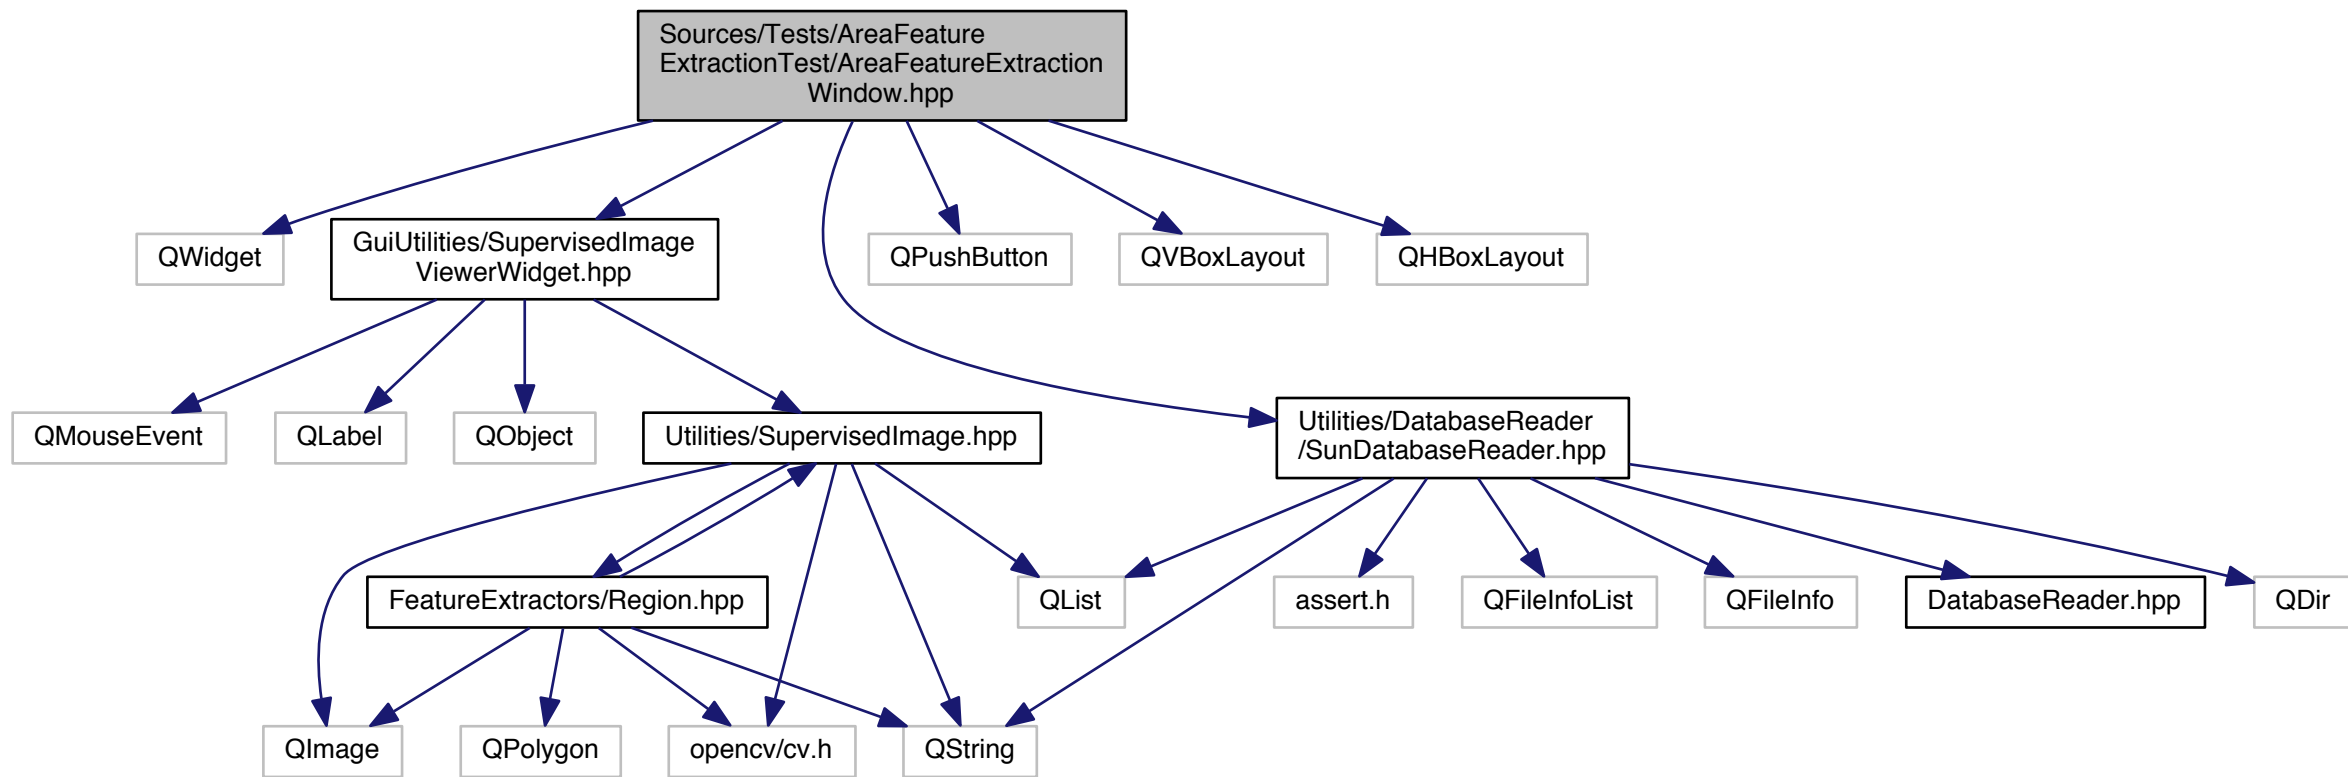 Sources/Tests/AreaFeature
ExtractionTest/AreaFeatureExtraction
Window.hpp
QWidget
GuiUtilities/SupervisedImage
ViewerWidget.hpp
QPushButton
QVBoxLayout
QHBoxLayout
QMouseEvent
QLabel
QObject
Utilities/SupervisedImage.hpp
Utilities/DatabaseReader
/SunDatabaseReader.hpp
FeatureExtractors/Region.hpp
QList
assert.h
QFileInfoList
QFileInfo
DatabaseReader.hpp
QDir
QImage
QPolygon
opencv/cv.h
QString